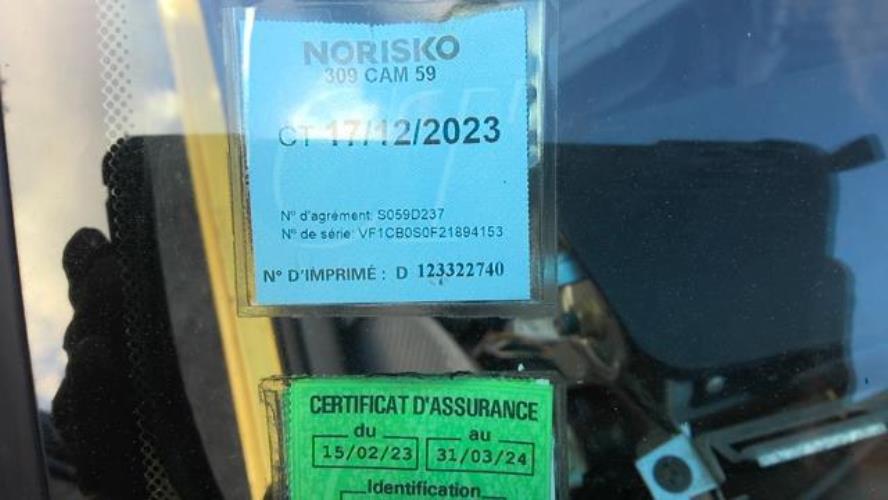 NORISKO
309 CAM 59
CT 17/12/2023
N° d'agrément: S059D237
N° de série: VF1CB0S0F21894153
N° D'IMPRIMÉ : D 123322740
CERTIFICAT D'ASSURANCE
du au
15/02/23 31/03/24
Identification